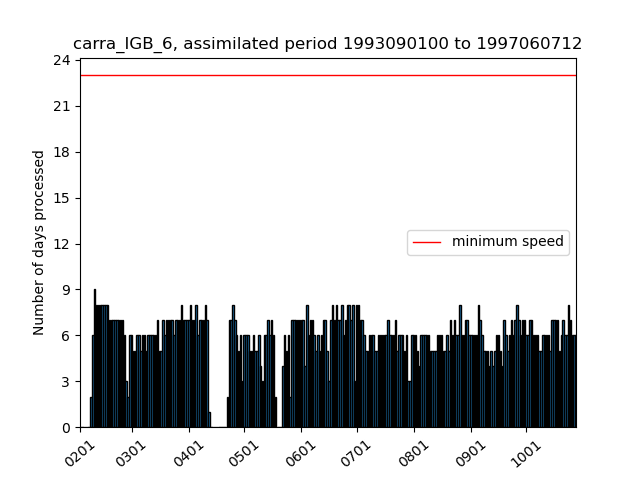 carra_IGB_6, assimilated period 1993090100 to 1997060712
Number of days processed
24
21
18
15
12
9
6
3
0
minimum speed
0201 0301 0401 0501 0601 0701 0801 0901 1001